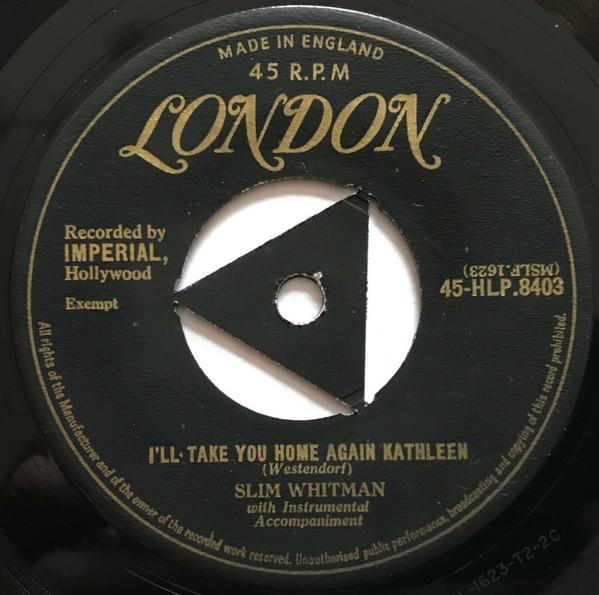 MADE IN ENGLAND
45 R.P.M
LONDON
Recorded by
IMPERIAL,
Hollywood
Exempt
(MSLP.1623)
45-HLP.8403
I'LL TAKE YOU HOME AGAIN KATHLEEN
(Westendorf)
SLIM WHITMAN
with Instrumental
Accompaniment
All rights of the Manufacturer and of the owner of the recorded work reserved. Unauthorised public performance, broadcasting and copying of this record prohibited.
1623-T2-2C